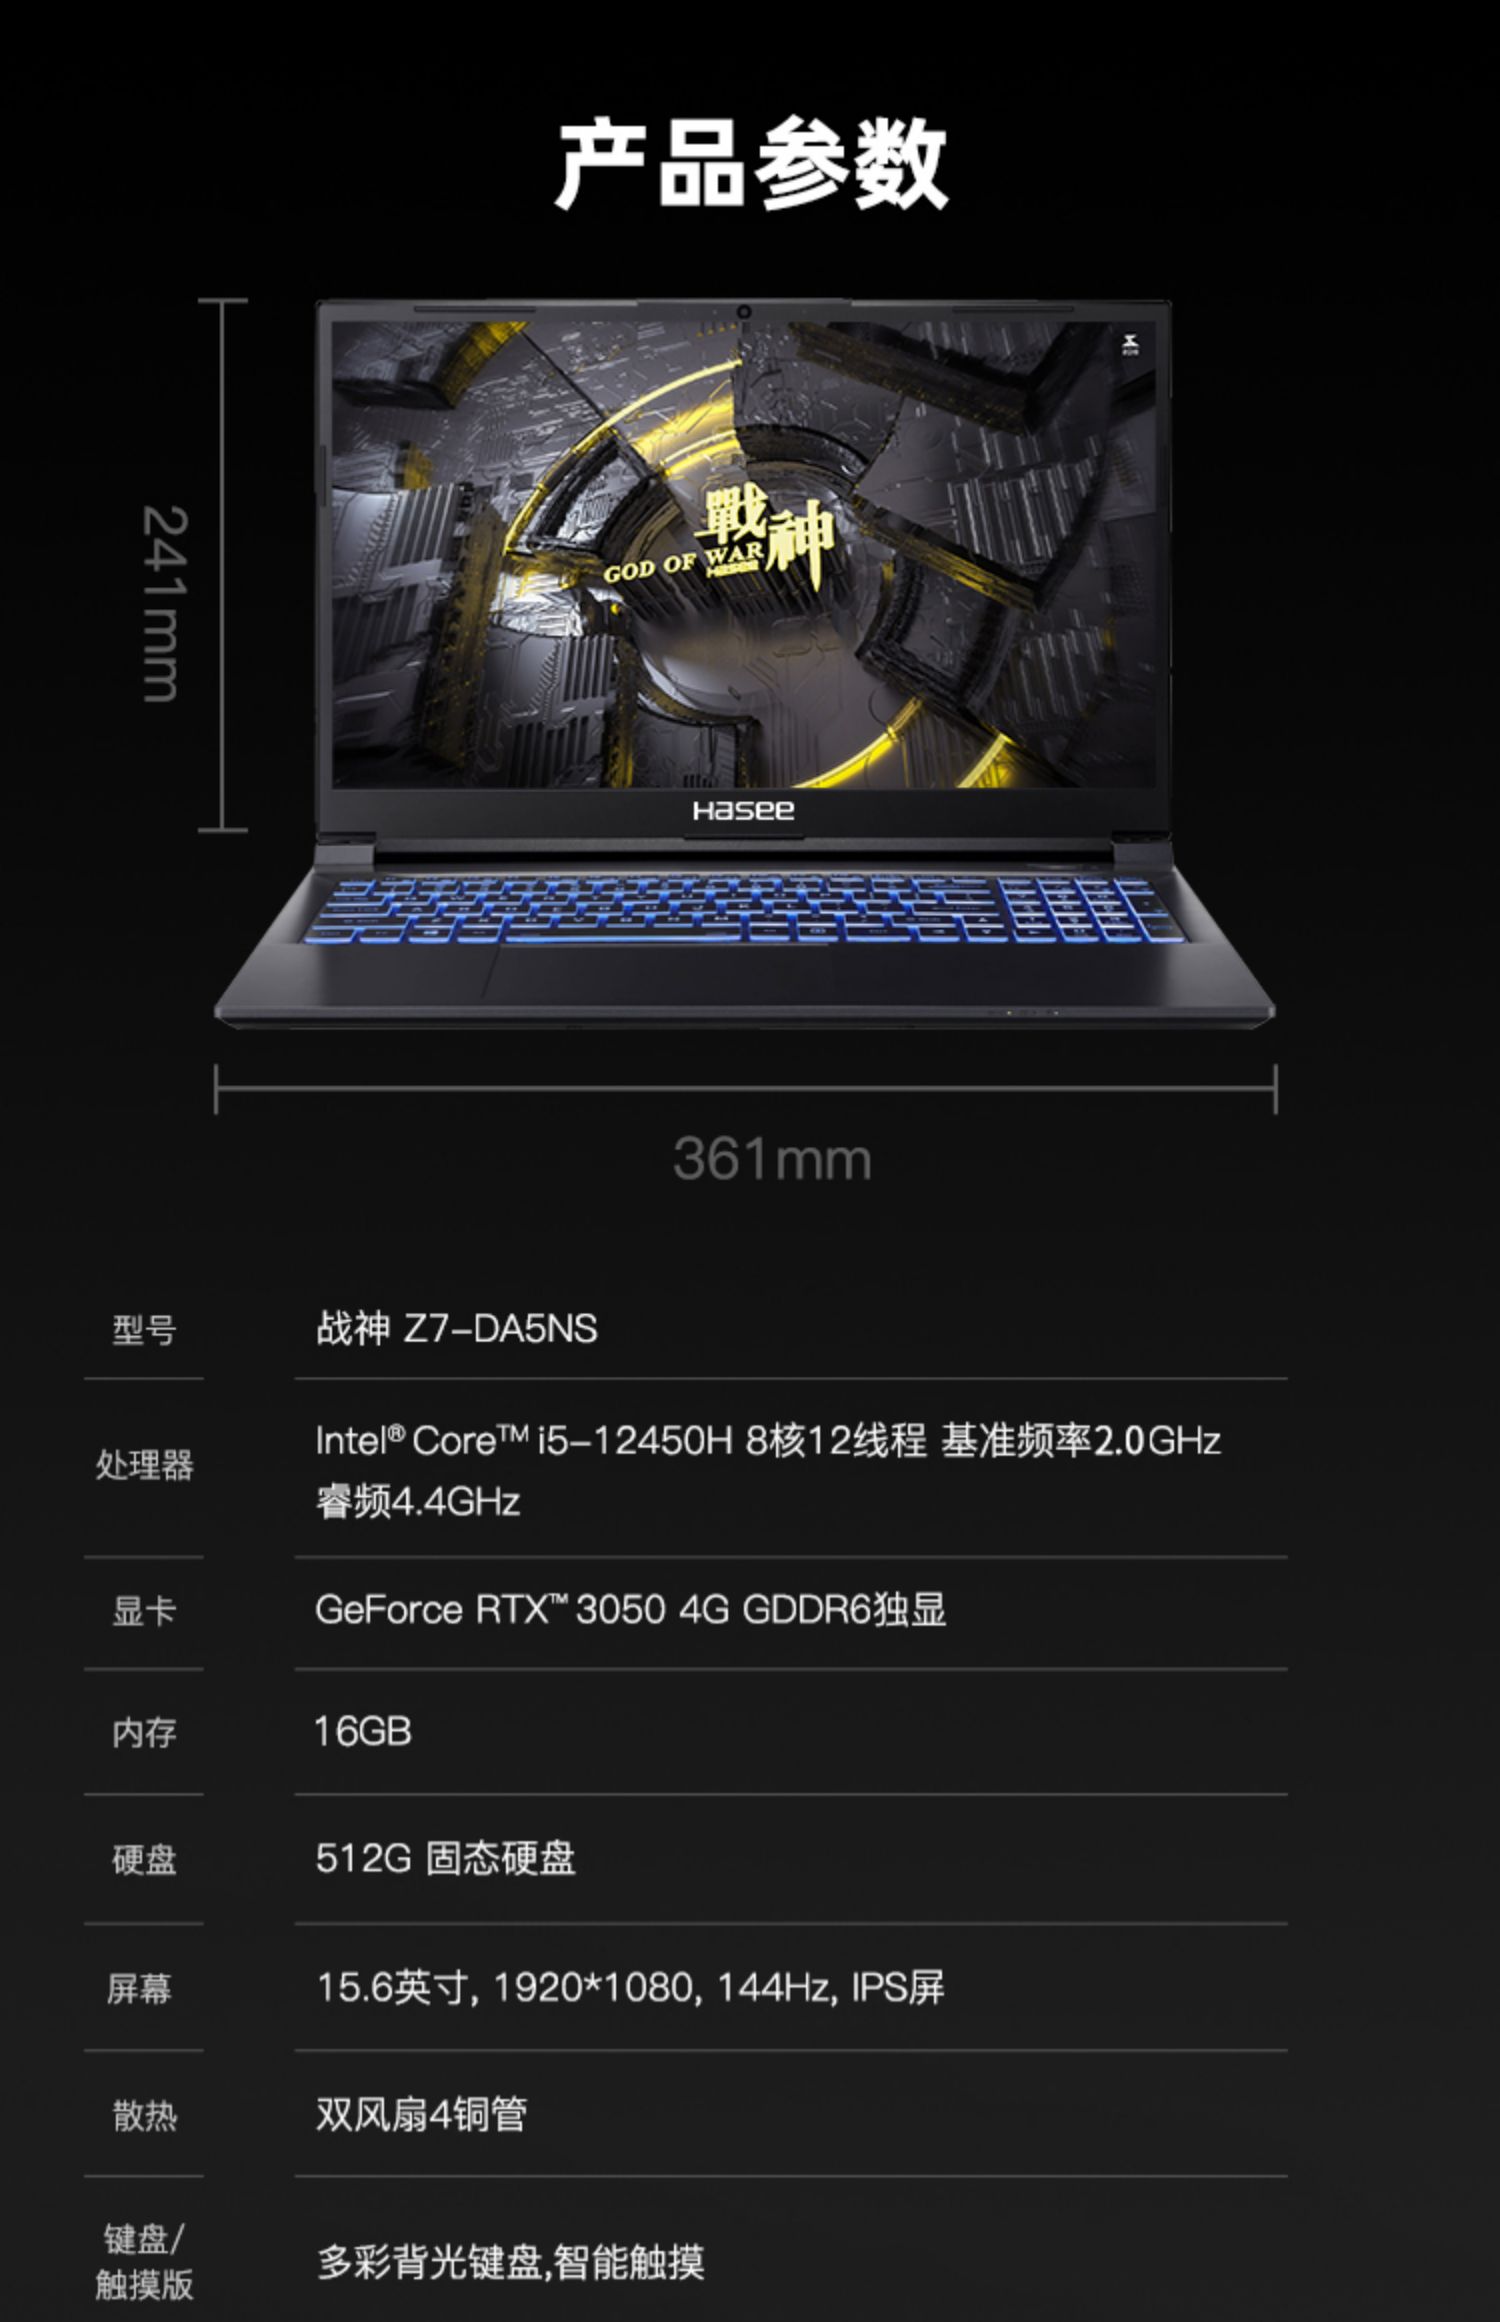 产品参数
241mm
戰神
GOD OF WAR
Hasee
Hasee
361mm
型号
战神 Z7-DA5NS
处理器
Intel® Core™ i5-12450H 8核12线程 基准频率2.0GHz
睿频4.4GHz
显卡
GeForce RTX™ 3050 4G GDDR6独显
内存
16GB
硬盘
512G 固态硬盘
屏幕
15.6英寸, 1920*1080, 144Hz, IPS屏
散热
双风扇4铜管
键盘/
触摸版
多彩背光键盘,智能触摸